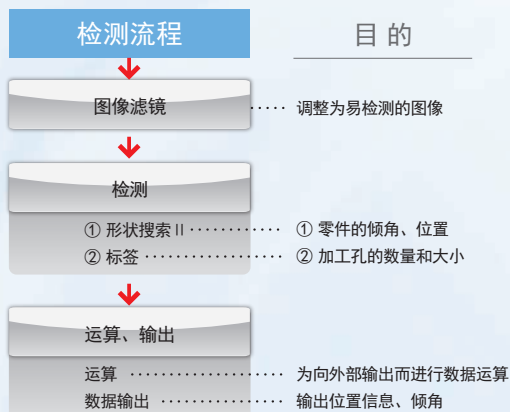 检测流程 目 的
图像滤镜 ····· 调整为易检测的图像
检测
① 形状搜索Ⅱ ············ ① 零件的倾角、位置
② 标签 ·················· ② 加工孔的数量和大小
运算、输出
运算 ···················· 为向外部输出而进行数据运算
数据输出 ················ 输出位置信息、倾角